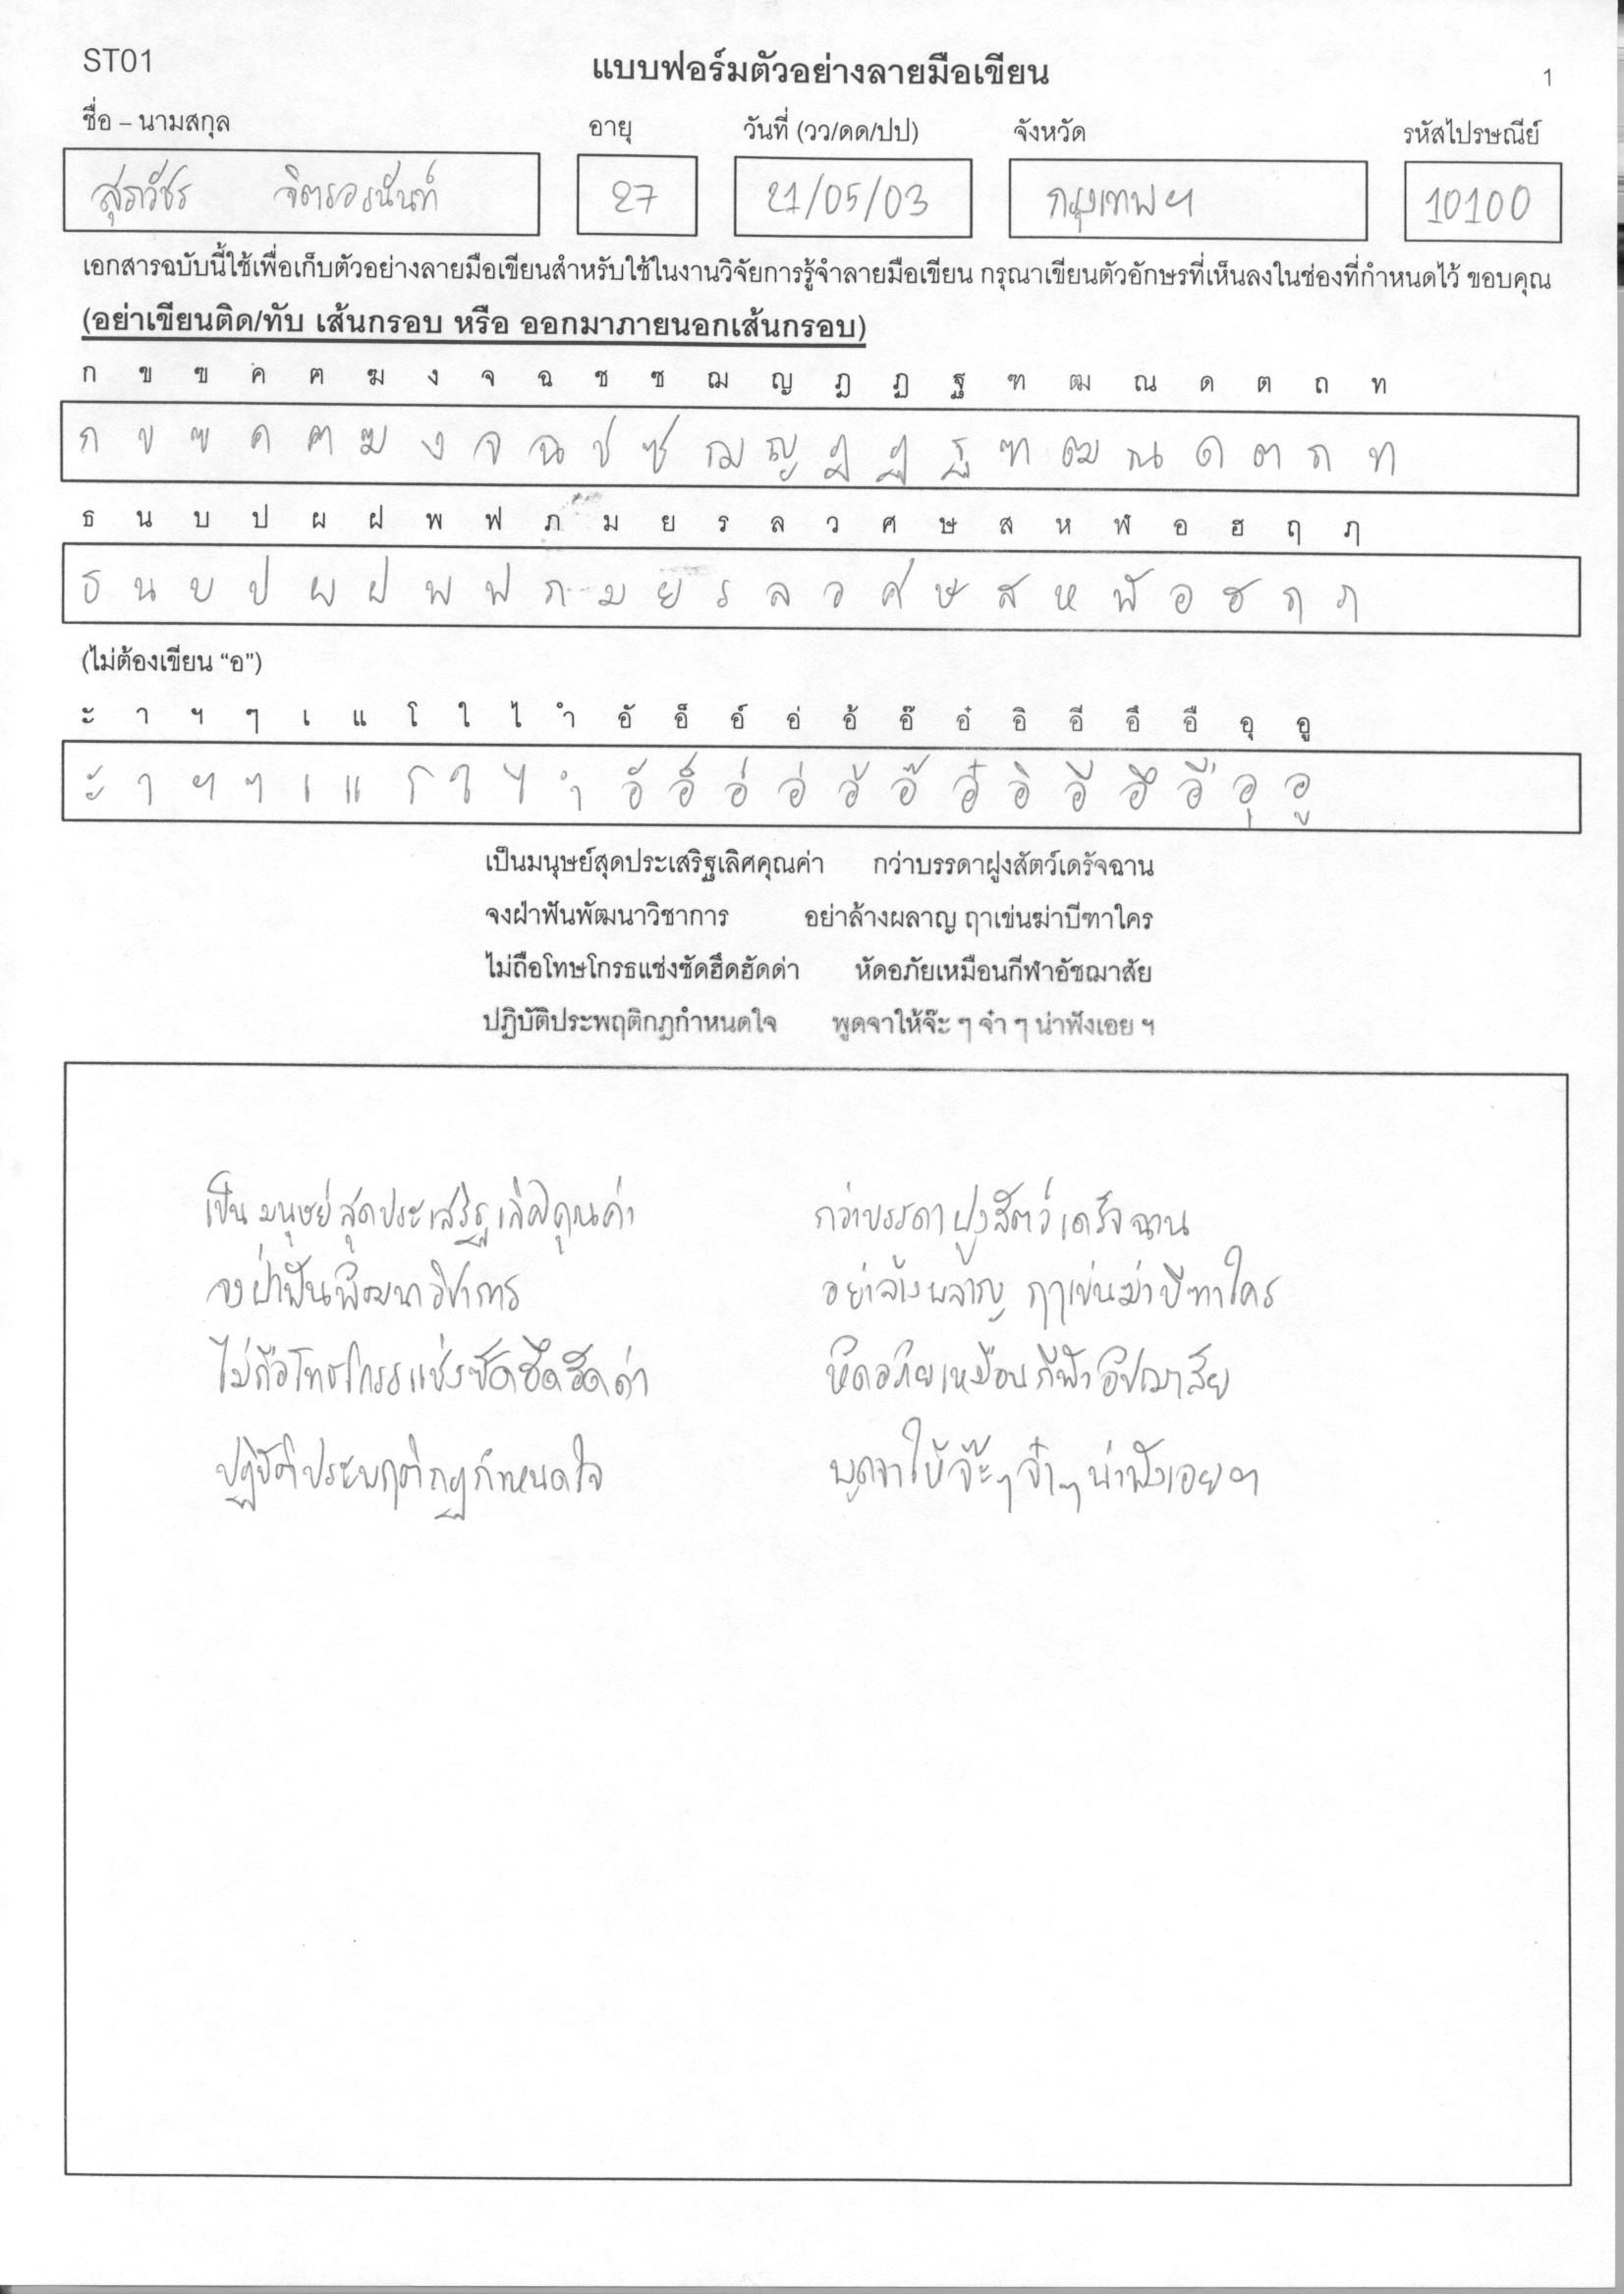 ST01 แบบฟอร์มตัวอย่างลายมือเขียน 1
ชื่อ – นามสกุล อายุ วันที่ (วว/ดด/ปป) จังหวัด รหัสไปรษณีย์
จิตรอรนันท์ 27 21/05/03 กรุงเทพฯ 10100
เอกสารฉบับนี้ใช้เพื่อเก็บตัวอย่างลายมือเขียนสำหรับใช้ในงานวิจัยการรู้จำลายมือเขียน กรุณาเขียนตัวอักษรที่เห็นลงในช่องที่กำหนดไว้ ขอบคุณ
(อย่าเขียนติด/ทับ เส้นกรอบ หรือ ออกมาภายนอกเส้นกรอบ)
ก ข ฃ ค ฅ ฆ ง จ ฉ ช ซ ฌ ญ ฎ ฏ ฐ ฑ ฒ ณ ด ต ถ ท
ก ข ฃ ค ฅ ฆ ง จ ฉ ช ซ ฌ ญ ฎ ฏ ฐ ฑ ฒ ณ ด ต ถ ท
ธ น บ ป ผ ฝ พ ฟ ภ ม ย ร ล ว ศ ษ ส ห ฬ อ ฮ ฤ ฦ
ธ น บ ป ผ ฝ พ ฟ ภ ม ย ร ล ว ศ ษ ส ห ฬ อ ฮ ฤ ฦ
(ไม่ต้องเขียน “อ”)
ะ า ฯ ๆ เ แ โ ใ ไ ำ อั อ็ อ์ อ่ อ้ อ๊ อ๋ อิ อี อึ อื อุ อู
ะ า ฯ ๆ เ แ โ ใ ไ ำ อั อ็ อ์ อ่ อ้ อ๊ อ๋ อิ อี อึ อื อุ อู
เป็นมนุษย์สุดประเสริฐเลิศคุณค่า กว่าบรรดาฝูงสัตว์เดรัจฉาน
จงฝ่าฟันพัฒนาวิชาการ อย่าล้างผลาญ ฤาเข่นฆ่าบีฑาใคร
ไม่ถือโทษโกรธแช่งซัดฮึดฮัดด่า หัดอภัยเหมือนกีฬาอัชฌาสัย
ปฏิบัติประพฤติกฎกำหนดใจ พูดจาให้จ๊ะ ๆ จ๋า ๆ น่าฟังเอย ฯ
เป็นมนุษย์สุดประเสริฐเลิศคุณค่า กว่าบรรดาฝูงสัตว์เดรัจฉาน
จงฝ่าฟันพัฒนาวิชาการ อย่าล้างผลาญ ฤาเข่นฆ่าบีฑาใคร
ไม่ถือโทษโกรธแช่งซัดฮึดฮัดด่า หัดอภัยเหมือนกีฬาอัชฌาสัย
ปฏิบัติประพฤติกฎกำหนดใจ พูดจาให้จ๊ะๆ จ๋าๆ น่าฟังเอยฯ